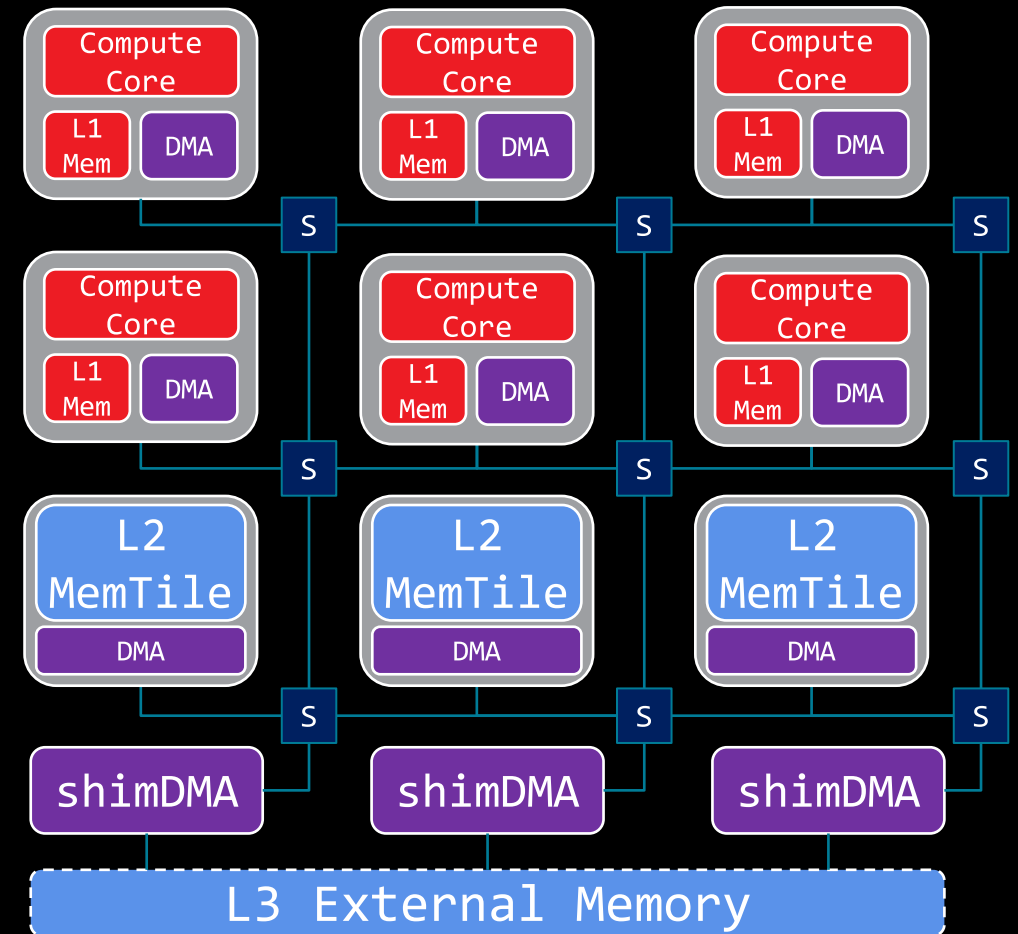 Compute
Core
L1
Mem
DMA
Compute
Core
L1
Mem
DMA
Compute
Core
L1
Mem
DMA
S
S
S
Compute
Core
L1
Mem
DMA
Compute
Core
L1
Mem
DMA
Compute
Core
L1
Mem
DMA
S
S
S
L2
MemTile
DMA
L2
MemTile
DMA
L2
MemTile
DMA
S
S
S
shimDMA
shimDMA
shimDMA
L3 External Memory